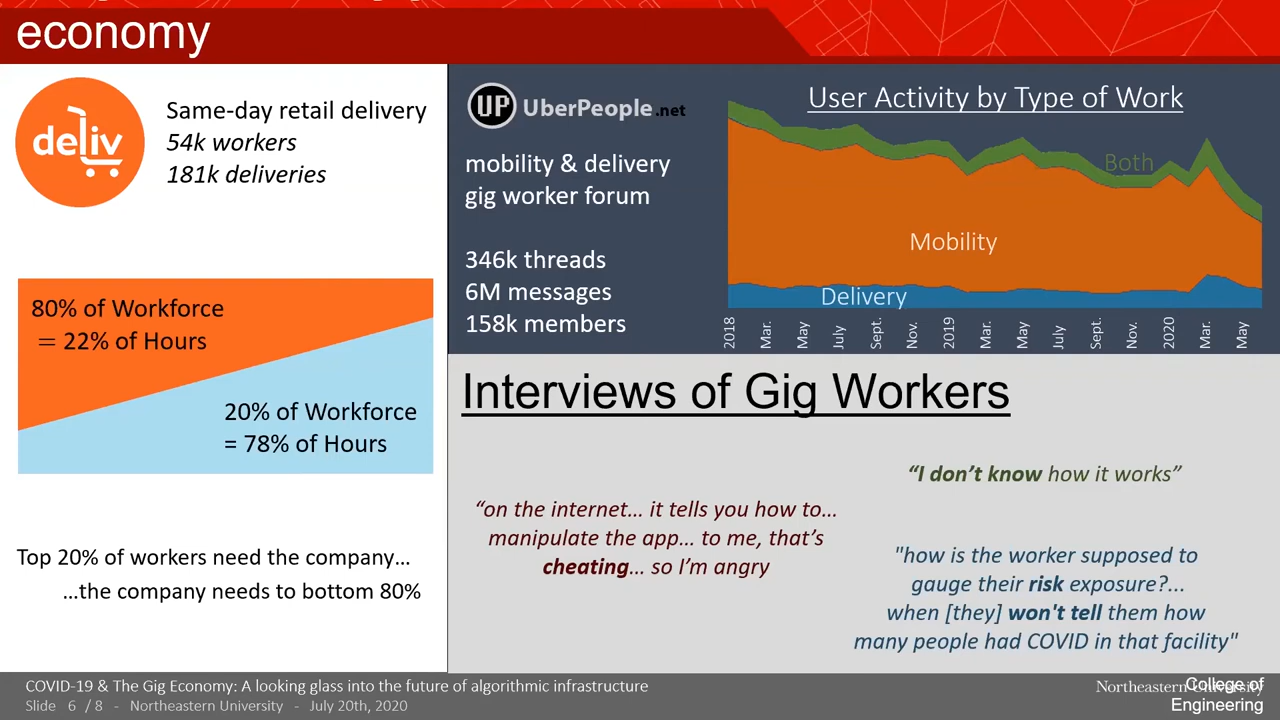 economy
deliv
Same-day retail delivery
54k workers
181k deliveries
80% of Workforce
= 22% of Hours
20% of Workforce
= 78% of Hours
Top 20% of workers need the company…
…the company needs to bottom 80%
UP UberPeople.net
mobility & delivery
gig worker forum
346k threads
6M messages
158k members
User Activity by Type of Work
Both
Mobility
Delivery
2018 Mar. May July Sept. Nov. 2019 Mar. May July Sept. Nov. 2020 Mar. May
Interviews of Gig Workers
“on the internet… it tells you how to…
manipulate the app… to me, that’s
cheating… so I’m angry
“I don’t know how it works”
"how is the worker supposed to
gauge their risk exposure?...
when [they] won't tell them how
many people had COVID in that facility"
COVID-19 & The Gig Economy: A looking glass into the future of algorithmic infrastructure
Slide 6 / 8 - Northeastern University - July 20th, 2020
Northeastern University
College of
Engineering